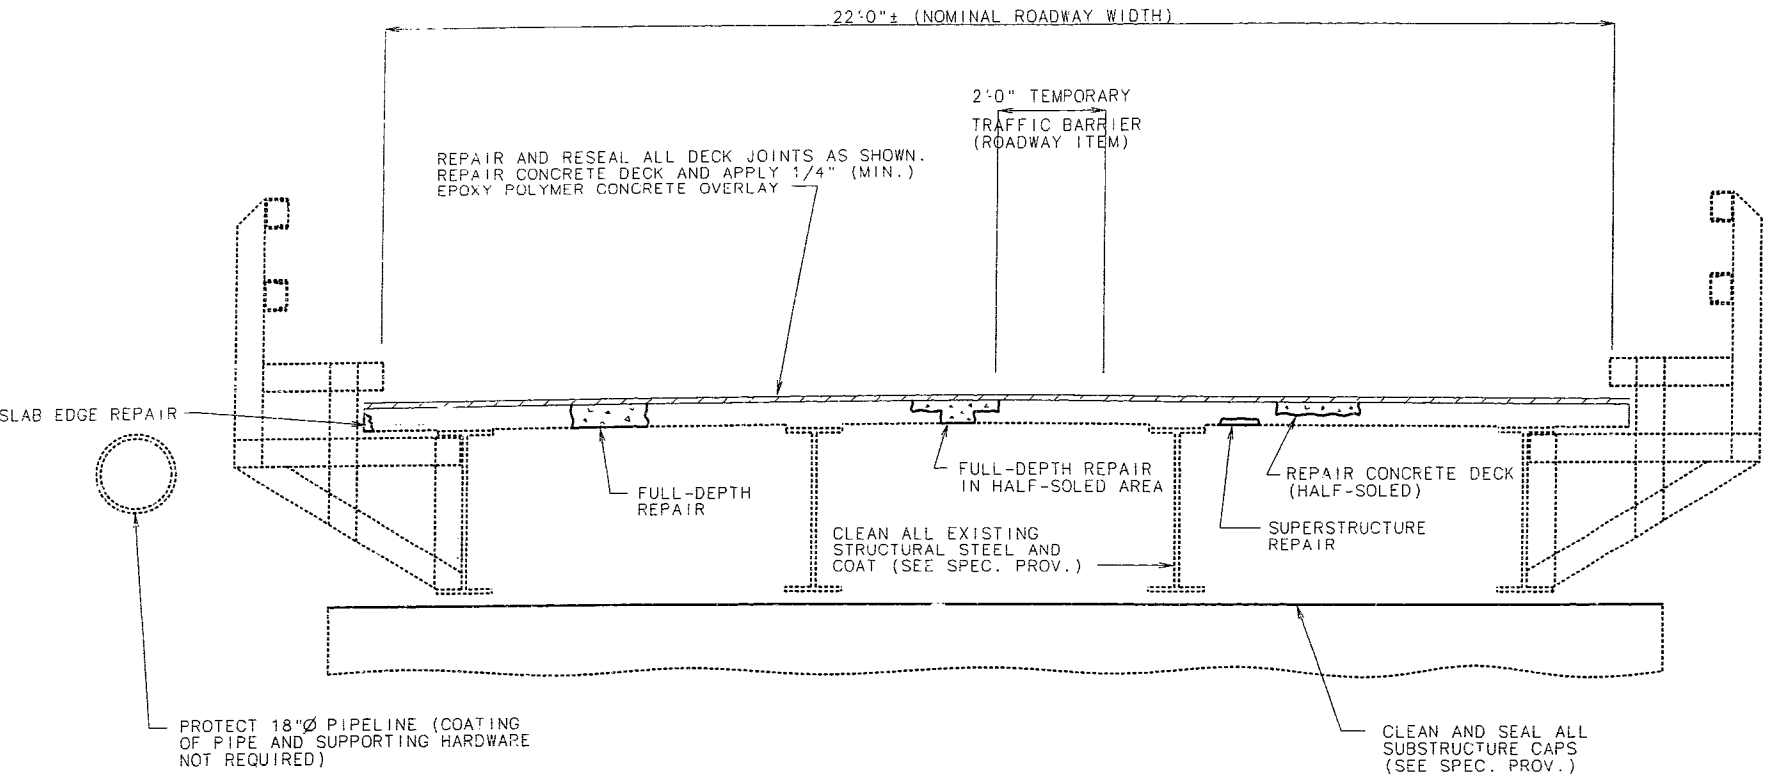 22'-0"± (NOMINAL ROADWAY WIDTH)
2'-0" TEMPORARY
TRAFFIC BARRIER
(ROADWAY ITEM)
REPAIR AND RESEAL ALL DECK JOINTS AS SHOWN.
REPAIR CONCRETE DECK AND APPLY 1/4" (MIN.)
EPOXY POLYMER CONCRETE OVERLAY
SLAB EDGE REPAIR
FULL-DEPTH
REPAIR
FULL-DEPTH REPAIR
IN HALF-SOLED AREA
REPAIR CONCRETE DECK
(HALF-SOLED)
SUPERSTRUCTURE
REPAIR
CLEAN ALL EXISTING
STRUCTURAL STEEL AND
COAT (SEE SPEC. PROV.)
PROTECT 18"Ø PIPELINE (COATING
OF PIPE AND SUPPORTING HARDWARE
NOT REQUIRED)
CLEAN AND SEAL ALL
SUBSTRUCTURE CAPS
(SEE SPEC. PROV.)